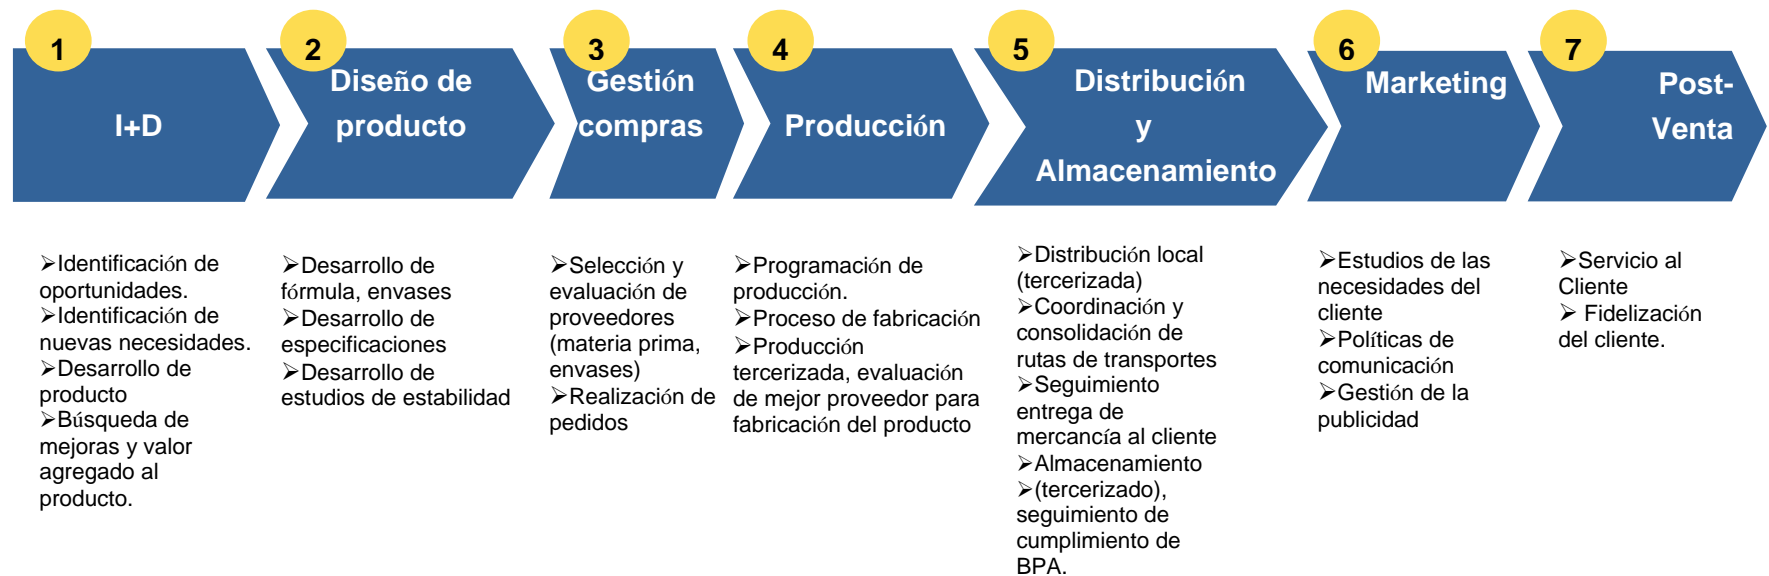 1
I+D
➢Identificación de
oportunidades.
➢Identificación de
nuevas necesidades.
➢Desarrollo de
producto
➢Búsqueda de
mejoras y valor
agregado al
producto.
2
Diseño de
producto
➢Desarrollo de
fórmula, envases
➢Desarrollo de
especificaciones
➢Desarrollo de
estudios de estabilidad
3
Gestión
compras
➢Selección y
evaluación de
proveedores
(materia prima,
envases)
➢Realización de
pedidos
4
Producción
➢Programación de
producción.
➢Proceso de fabricación
➢Producción
tercerizada, evaluación
de mejor proveedor para
fabricación del producto
5
Distribución
y
Almacenamiento
➢Distribución local
(tercerizada)
➢Coordinación y
consolidación de
rutas de transportes
➢Seguimiento
entrega de
mercancía al cliente
➢Almacenamiento
➢(tercerizado),
seguimiento de
cumplimiento de
BPA.
6
Marketing
➢Estudios de las
necesidades del
cliente
➢Políticas de
comunicación
➢Gestión de la
publicidad
7
Post-
Venta
➢Servicio al
Cliente
➢ Fidelización
del cliente.